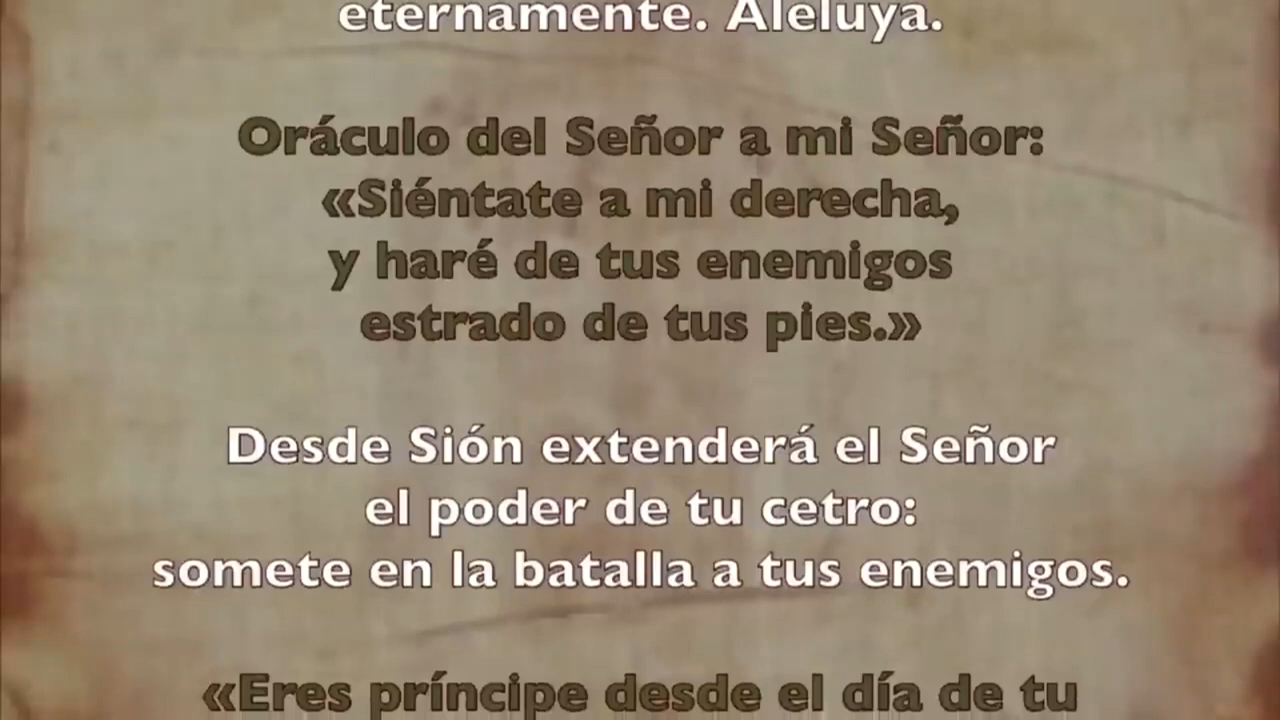 eternamente. Aleluya.
Oráculo del Señor a mi Señor:
«Siéntate a mi derecha,
y haré de tus enemigos
estrado de tus pies.»
Desde Sión extenderá el Señor
el poder de tu cetro:
somete en la batalla a tus enemigos.
«Eres príncipe desde el día de tu